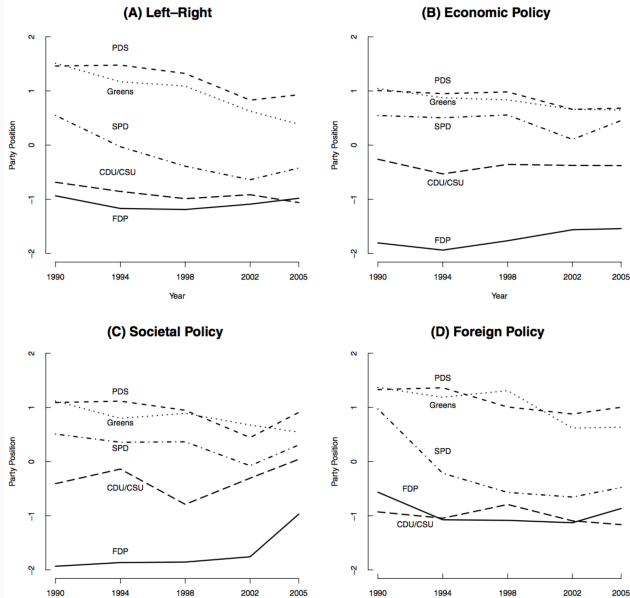 (A) Left–Right
2
1
0
-1
-2
Party Position
PDS
Greens
SPD
CDU/CSU
FDP
1990 1994 1998 2002 2005
Year
(B) Economic Policy
2
1
0
-1
-2
Party Position
PDS
Greens
SPD
CDU/CSU
FDP
1990 1994 1998 2002 2005
Year
(C) Societal Policy
2
1
0
-1
-2
Party Position
PDS
Greens
SPD
CDU/CSU
FDP
1990 1994 1998 2002 2005
(D) Foreign Policy
2
1
0
-1
-2
Party Position
PDS
Greens
SPD
FDP
CDU/CSU
1990 1994 1998 2002 2005